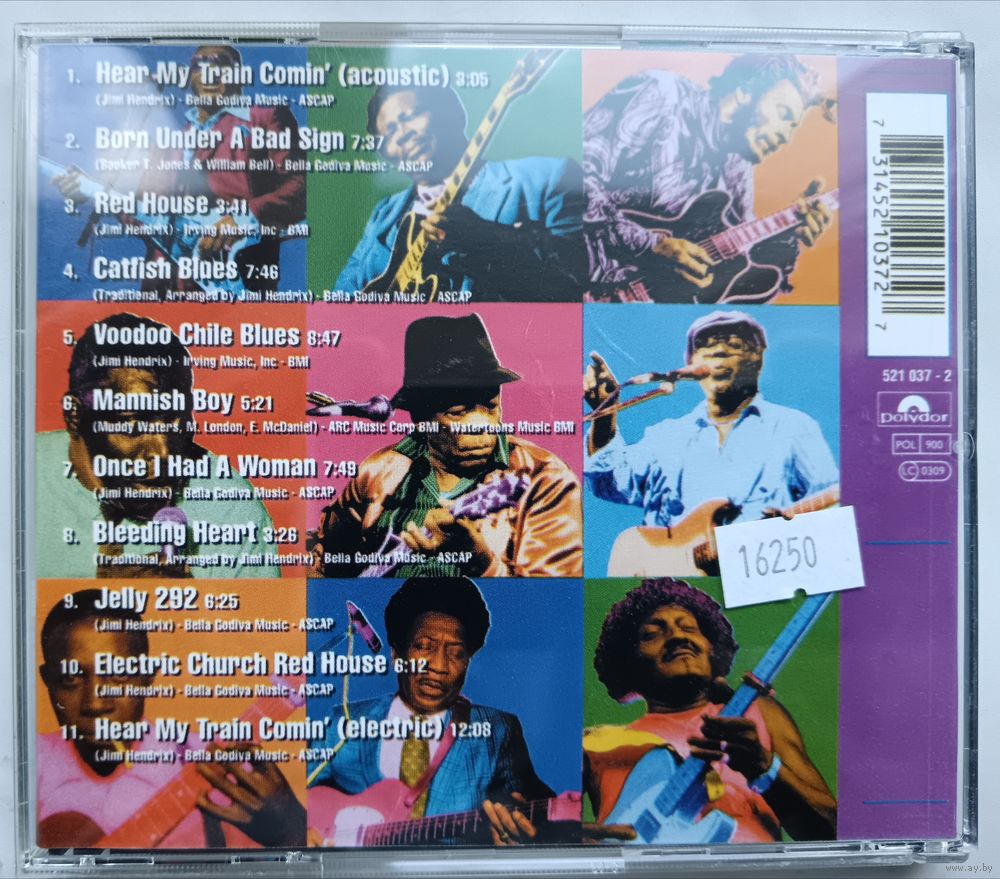 1. Hear My Train Comin' (acoustic) 3:05
(Jimi Hendrix) - Bella Godiva Music - ASCAP
2. Born Under A Bad Sign 7:37
(Booker T. Jones & William Bell) - Bella Godiva Music - ASCAP
3. Red House 3:41
(Jimi Hendrix) - Irving Music, Inc - BMI
4. Catfish Blues 7:46
(Traditional, Arranged by Jimi Hendrix) - Bella Godiva Music - ASCAP
5. Voodoo Chile Blues 8:47
(Jimi Hendrix) - Irving Music, Inc - BMI
6. Mannish Boy 5:21
(Muddy Waters, M. London, E. McDaniel) - ARC Music Corp BMI - Watertoons Music BMI
7. Once I Had A Woman 7:49
(Jimi Hendrix) - Bella Godiva Music - ASCAP
8. Bleeding Heart 3:26
(Traditional, Arranged by Jimi Hendrix) - Bella Godiva Music - ASCAP
9. Jelly 292 6:25
(Jimi Hendrix) - Bella Godiva Music - ASCAP
10. Electric Church Red House 6:12
(Jimi Hendrix) - Bella Godiva Music - ASCAP
11. Hear My Train Comin' (electric) 12:08
(Jimi Hendrix) - Bella Godiva Music - ASCAP
7 31452 10372 7
521 037 - 2
polydor
POL 900
LC 0309
16250
www.ay.by